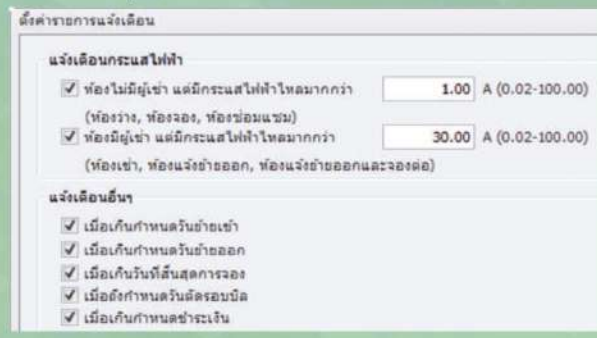 ตั้งค่ารายการแจ้งเตือน
แจ้งเตือนกระแสไฟฟ้า
ห้องไม่มีผู้เช่า แต่มีกระแสไฟฟ้าไหลมากกว่า 1.00 A (0.02-100.00)
(ห้องว่าง, ห้องจอง, ห้องซ่อมแซม)
ห้องมีผู้เช่า แต่มีกระแสไฟฟ้าไหลมากกว่า 30.00 A (0.02-100.00)
(ห้องเช่า, ห้องแจ้งย้ายออก, ห้องแจ้งย้ายออกและจองต่อ)
แจ้งเตือนอื่นๆ
เมื่อเกินกำหนดวันย้ายเข้า
เมื่อเกินกำหนดวันย้ายออก
เมื่อเกินวันที่สิ้นสุดการจอง
เมื่อถึงกำหนดวันตัดรอบบิล
เมื่อเกินกำหนดชำระเงิน